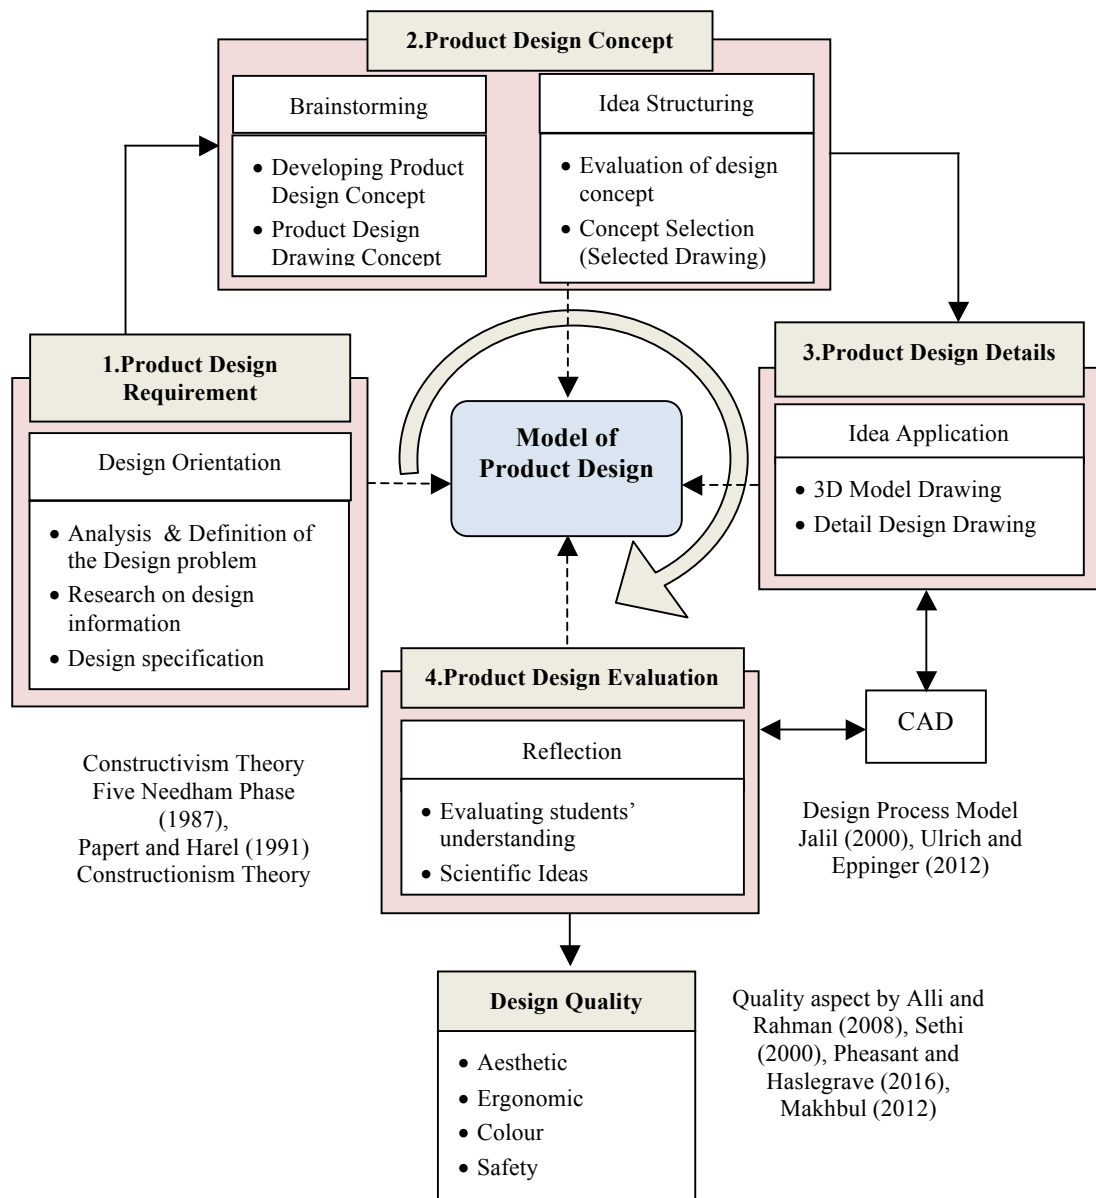 2.Product Design Concept
Brainstorming
• Developing Product
Design Concept
• Product Design
Drawing Concept
Idea Structuring
• Evaluation of design
concept
• Concept Selection
(Selected Drawing)
1.Product Design
Requirement
Design Orientation
• Analysis & Definition of
the Design problem
• Research on design
information
• Design specification
Model of
Product Design
3.Product Design Details
Idea Application
• 3D Model Drawing
• Detail Design Drawing
4.Product Design Evaluation
Reflection
• Evaluating students’
understanding
• Scientific Ideas
CAD
Constructivism Theory
Five Needham Phase
(1987),
Papert and Harel (1991)
Constructionism Theory
Design Process Model
Jalil (2000), Ulrich and
Eppinger (2012)
Design Quality
• Aesthetic
• Ergonomic
• Colour
• Safety
Quality aspect by Alli and
Rahman (2008), Sethi
(2000), Pheasant and
Haslegrave (2016),
Makhbul (2012)